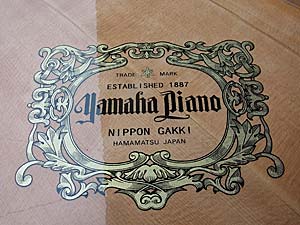 TRADE MARK
ESTABLISHED 1887
Yamaha Piano
NIPPON GAKKI
HAMAMATSU JAPAN